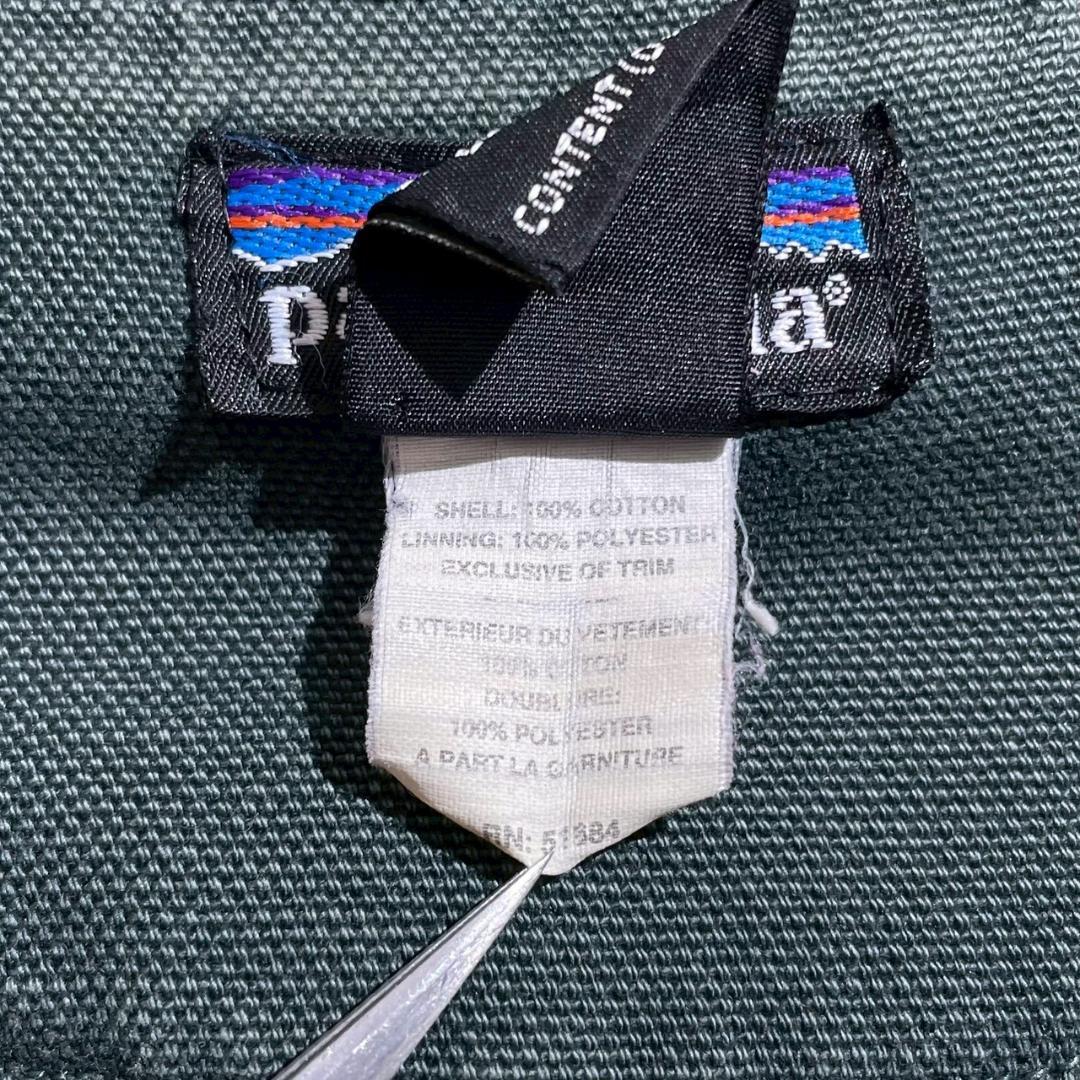 CONTENT
SHELL: 100% COTTON
LINNING: 100% POLYESTER
EXCLUSIVE OF TRIM
EXTERIEUR DU VETEMENT
100% COTON
DOUBLURE:
100% POLYESTER
A PART LA GARNITURE
RN: 51884